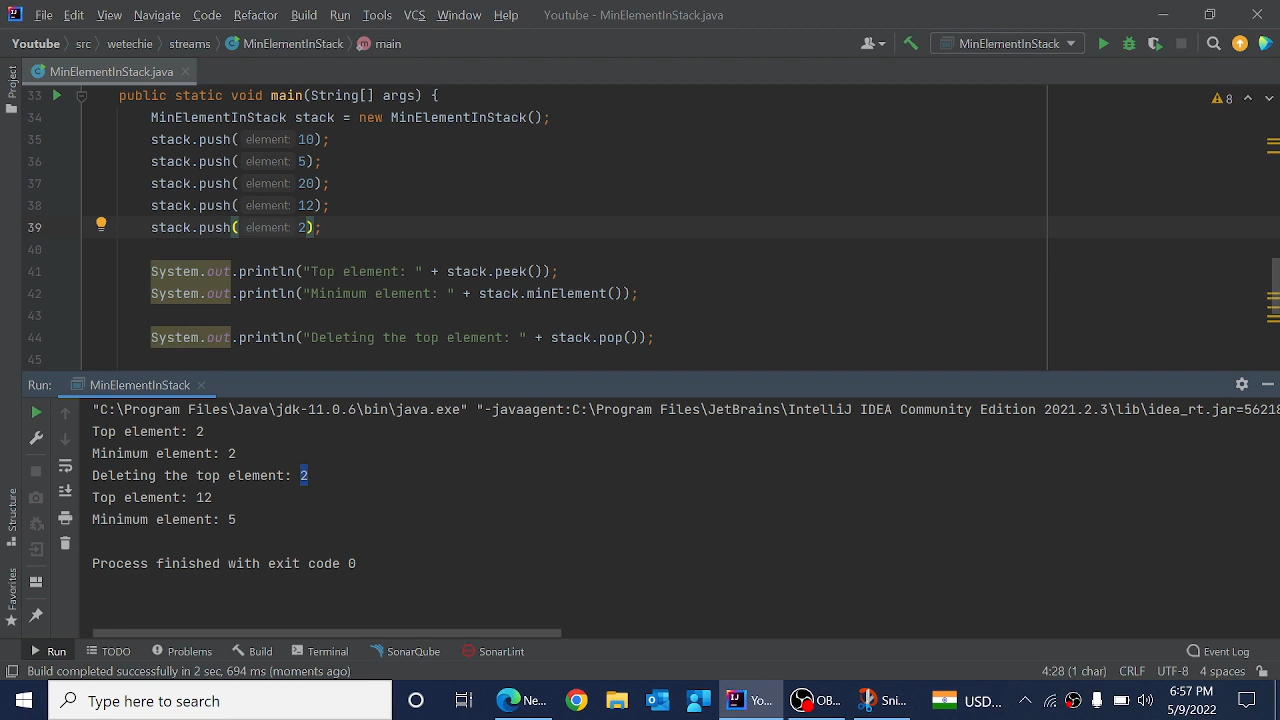 File Edit View Navigate Code Refactor Build Run Tools VCS Window Help Youtube - MinElementInStack.java
Youtube src wetechie streams MinElementInStack main MinElementInStack
Project
MinElementInStack.java
33 public static void main(String[] args) {
8
34 MinElementInStack stack = new MinElementInStack();
35 stack.push( element: 10);
36 stack.push( element: 5);
37 stack.push( element: 20);
38 stack.push( element: 12);
39 stack.push( element: 2);
40
41 System.out.println("Top element: " + stack.peek());
42 System.out.println("Minimum element: " + stack.minElement());
43
44 System.out.println("Deleting the top element: " + stack.pop());
45
Run: MinElementInStack
"C:\Program Files\Java\jdk-11.0.6\bin\java.exe" "-javaagent:C:\Program Files\JetBrains\IntelliJ IDEA Community Edition 2021.2.3\lib\idea_rt.jar=56218
Top element: 2
Minimum element: 2
Deleting the top element: 2
Top element: 12
Minimum element: 5
Process finished with exit code 0
Structure
Favorites
Run TODO Problems Build Terminal SonarQube SonarLint Event Log
Build completed successfully in 2 sec, 694 ms (moments ago) 4:28 (1 char) CRLF UTF-8 4 spaces
Type here to search Ne... Yo... OB... Sni... USD... 6:57 PM
5/9/2022